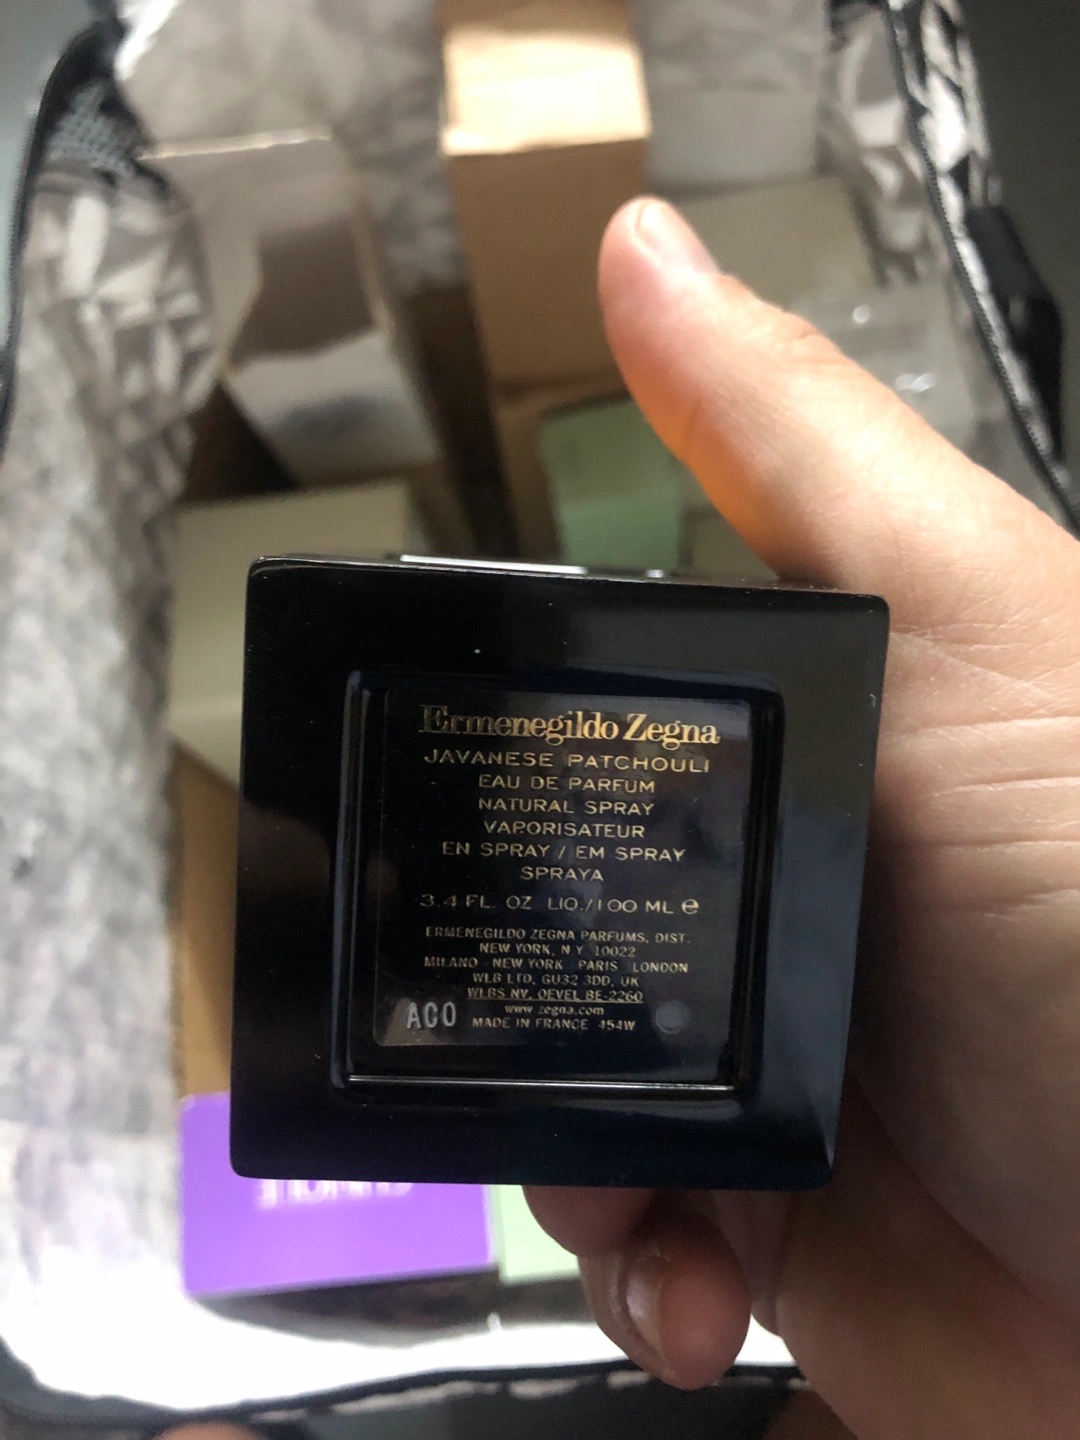 Ermenegildo Zegna
JAVANESE PATCHOULI
EAU DE PARFUM
NATURAL SPRAY
VAPORISATEUR
EN SPRAY / EM SPRAY
SPRAYA
3.4 FL. OZ LIQ./100 ML ℮
ERMENEGILDO ZEGNA PARFUMS, DIST.
NEW YORK, N Y 10022
MILANO NEW YORK PARIS LONDON
WLB LTD, GU32 3DD, UK
WLBS NV, OEVEL BE-2260
www.zegna.com
MADE IN FRANCE 454W
AC0